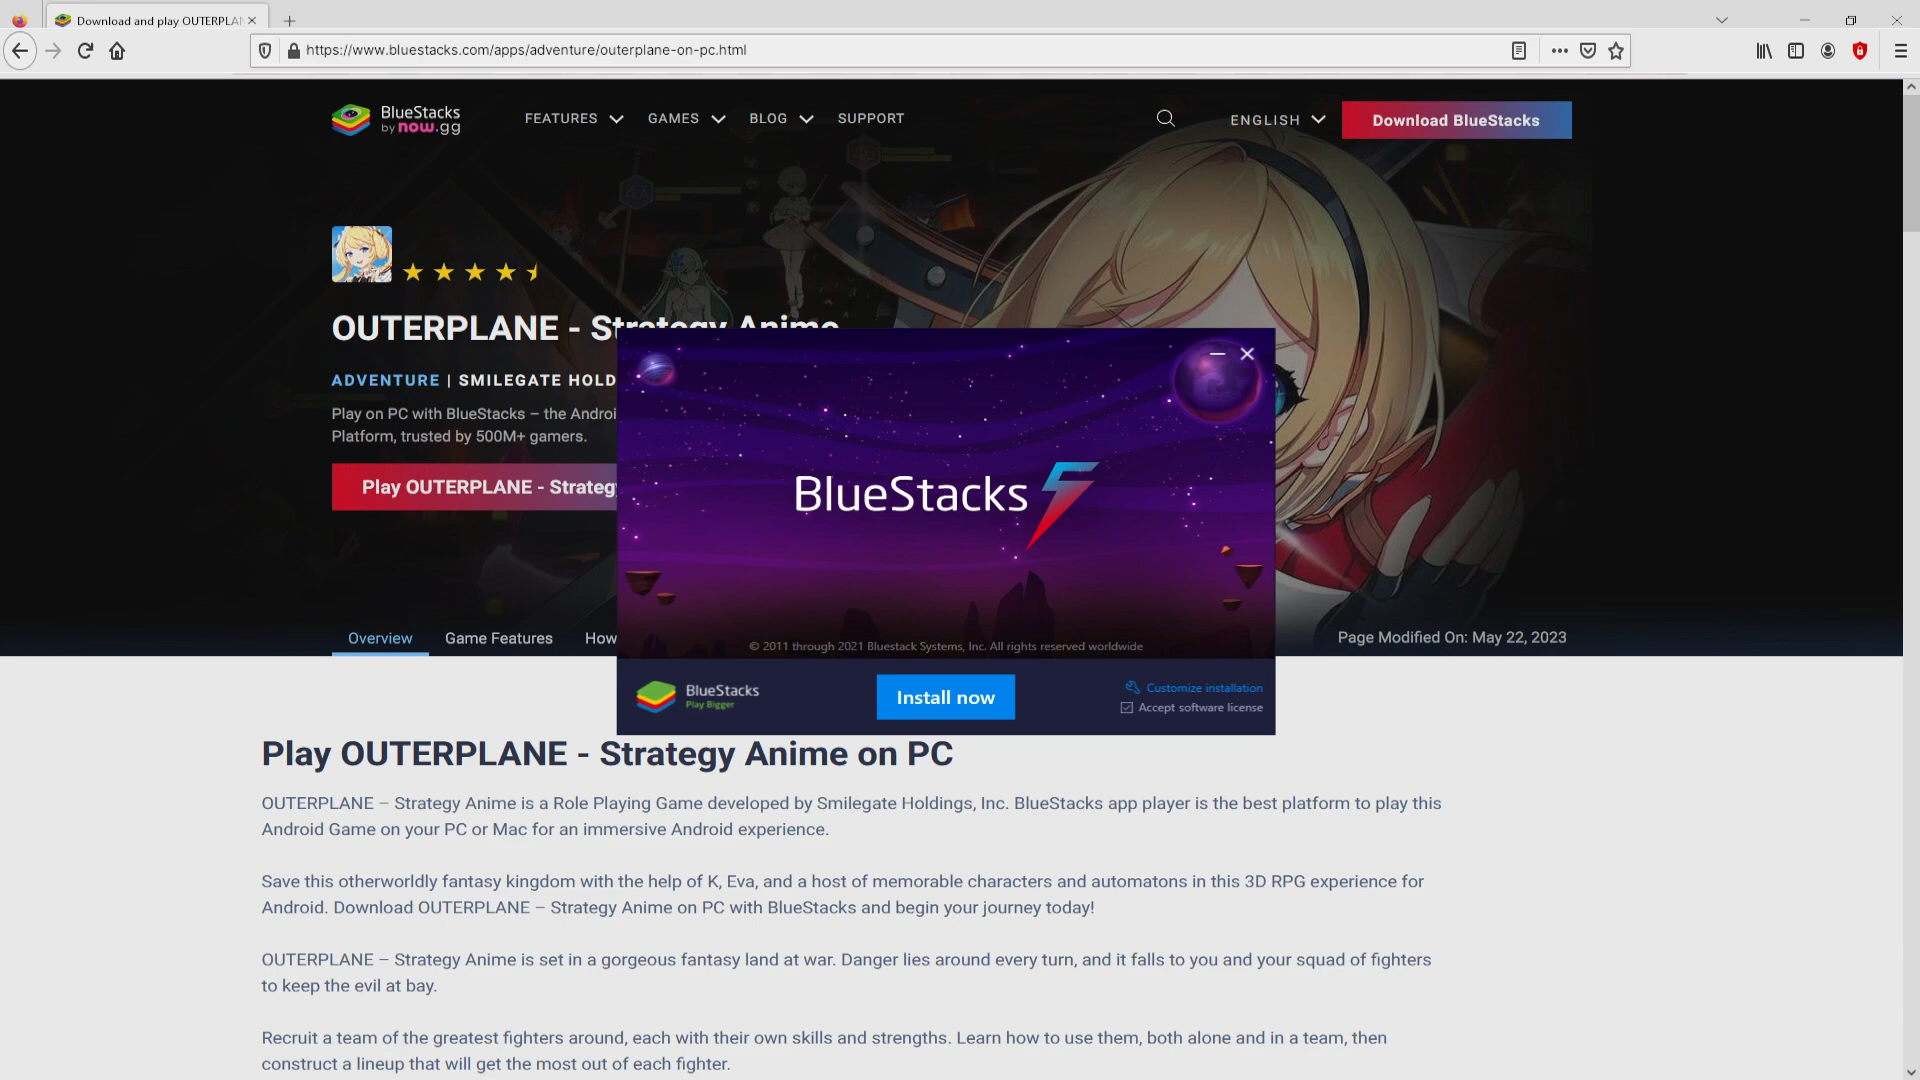 Download and play OUTERPLAN
https://www.bluestacks.com/apps/adventure/outerplane-on-pc.html
BlueStacks
by now.gg
FEATURES
GAMES
BLOG
SUPPORT
ENGLISH
Download BlueStacks
OUTERPLANE - Strategy Anime
ADVENTURE | SMILEGATE HOLD
Play on PC with BlueStacks – the Androi
Platform, trusted by 500M+ gamers.
Play OUTERPLANE - Strateg
BlueStacks 5
© 2011 through 2021 Bluestack Systems, Inc. All rights reserved worldwide
Overview
Game Features
How
Page Modified On: May 22, 2023
BlueStacks
Play Bigger
Install now
Customize installation
Accept software license
Play OUTERPLANE - Strategy Anime on PC
OUTERPLANE – Strategy Anime is a Role Playing Game developed by Smilegate Holdings, Inc. BlueStacks app player is the best platform to play this
Android Game on your PC or Mac for an immersive Android experience.
Save this otherworldly fantasy kingdom with the help of K, Eva, and a host of memorable characters and automatons in this 3D RPG experience for
Android. Download OUTERPLANE – Strategy Anime on PC with BlueStacks and begin your journey today!
OUTERPLANE – Strategy Anime is set in a gorgeous fantasy land at war. Danger lies around every turn, and it falls to you and your squad of fighters
to keep the evil at bay.
Recruit a team of the greatest fighters around, each with their own skills and strengths. Learn how to use them, both alone and in a team, then
construct a lineup that will get the most out of each fighter.